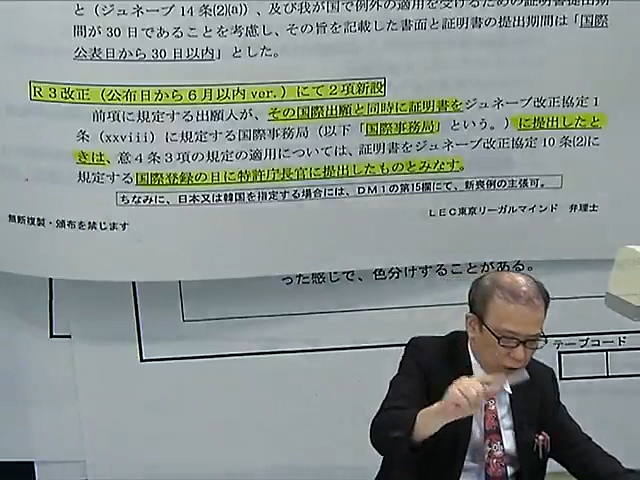 と（ジュネーブ 14 条(2)(a)）、及び我が国で例外の適用を受けるための証明書提出期
間が 30 日であることを考慮し、その旨を記載した書面と証明書の提出期間は「国際
公表日から 30 日以内」とした。
Ｒ３改正（公布日から６月以内 ver.）にて２項新設
前項に規定する出願人が、その国際出願と同時に証明書をジュネーブ改正協定１
条（xxviii）に規定する国際事務局（以下「国際事務局」という。）に提出したと
きは、意４条３項の規定の適用については、証明書をジュネーブ改正協定 10 条(2)に
規定する国際登録の日に特許庁長官に提出したものとみなす。
ちなみに、日本又は韓国を指定する場合には、ＤＭ１の第15欄にて、新喪例の主張可。
無断複製・頒布を禁じます
ＬＥＣ東京リーガルマインド　弁理士
った感じで、色分けすることがある。
テープコード